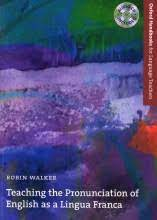 Oxford Handbooks for Language Teachers
ROBIN WALKER
Teaching the Pronunciation of
English as a Lingua Franca